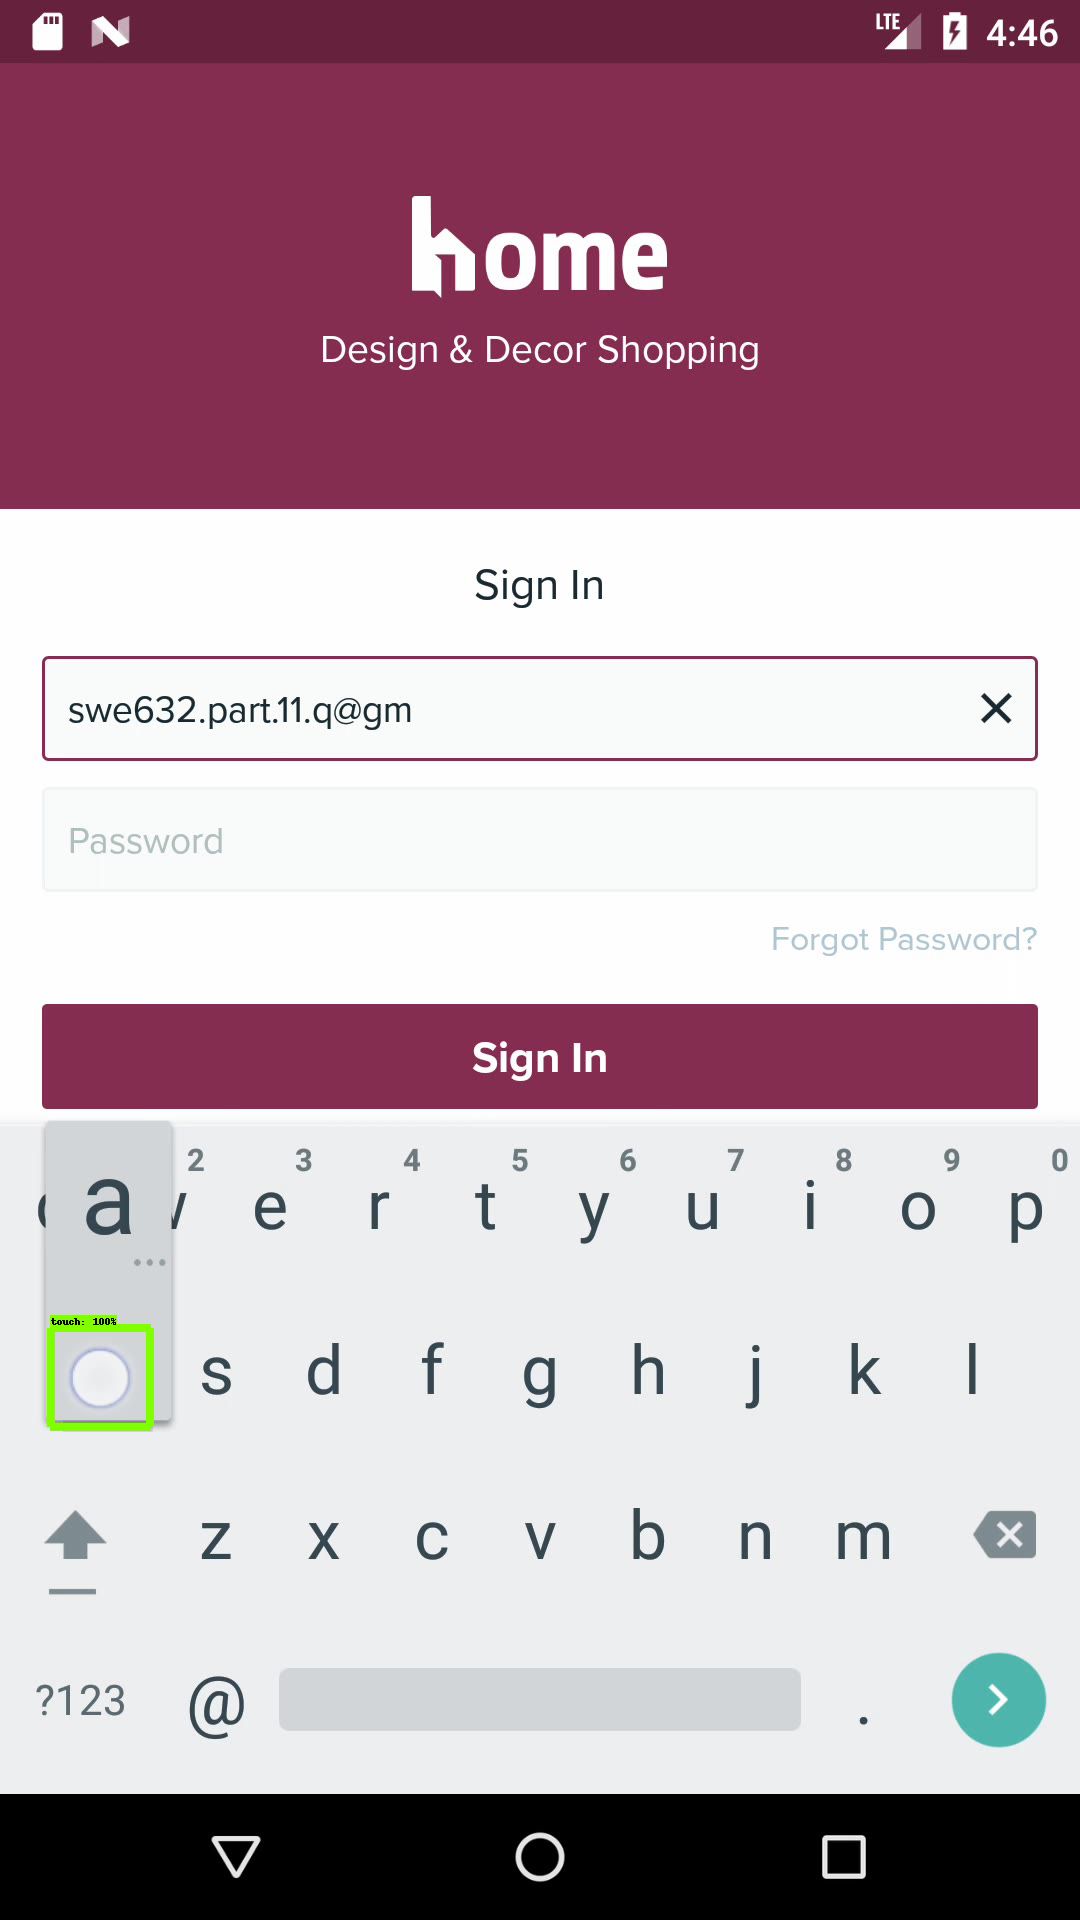 LTE 4:46
home
Design & Decor Shopping
Sign In
swe632.part.11.q@gm
Password
Forgot Password?
Sign In
2 3 4 5 6 7 8 9 0
a e r t y u i o p
touch: 100%
s d f g h j k l
z x c v b n m
?123 @ .